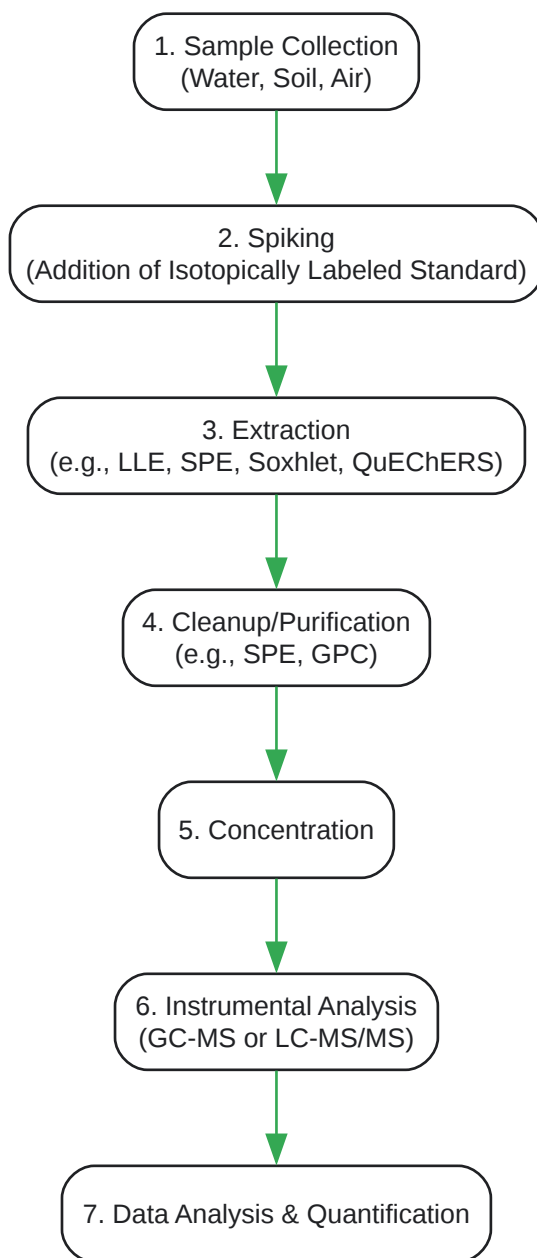 1. Sample Collection
(Water, Soil, Air)
2. Spiking
(Addition of Isotopically Labeled Standard)
3. Extraction
(e.g., LLE, SPE, Soxhlet, QuEChERS)
4. Cleanup/Purification
(e.g., SPE, GPC)
5. Concentration
6. Instrumental Analysis
(GC-MS or LC-MS/MS)
7. Data Analysis & Quantification